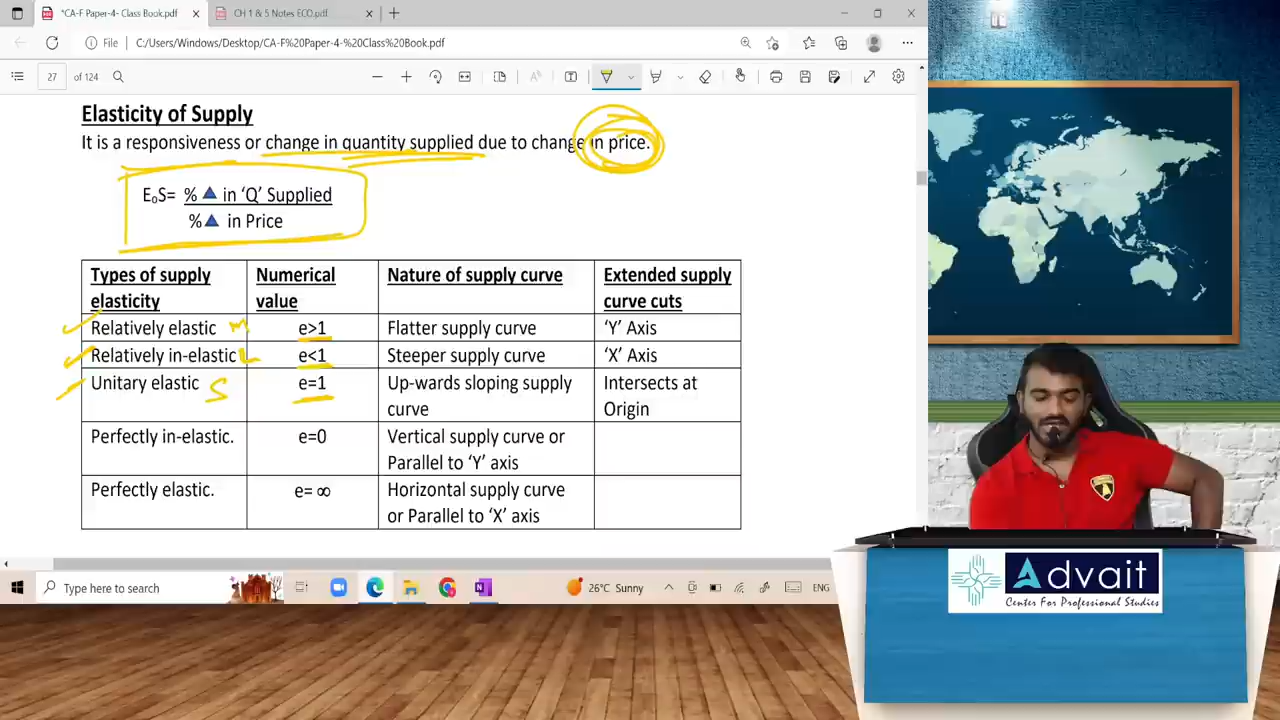 *CA-F Paper-4- Class Book.pdf
CH 1 & 5 Notes ECO.pdf
File
C:/Users/Windows/Desktop/CA-F%20Paper-4-%20Class%20Book.pdf
27 of 124
Elasticity of Supply
It is a responsiveness or change in quantity supplied due to change in price.
EoS= % ▲ in ‘Q’ Supplied
% ▲ in Price
Types of supply elasticity
Numerical value
Nature of supply curve
Extended supply curve cuts
Relatively elastic m
e>1
Flatter supply curve
‘Y’ Axis
Relatively in-elastic L
e<1
Steeper supply curve
‘X’ Axis
Unitary elastic S
e=1
Up-wards sloping supply curve
Intersects at Origin
Perfectly in-elastic.
e=0
Vertical supply curve or Parallel to ‘Y’ axis
Perfectly elastic.
e= ∞
Horizontal supply curve or Parallel to ‘X’ axis
Type here to search
26°C Sunny
ENG
Advait
Center For Professional Studies